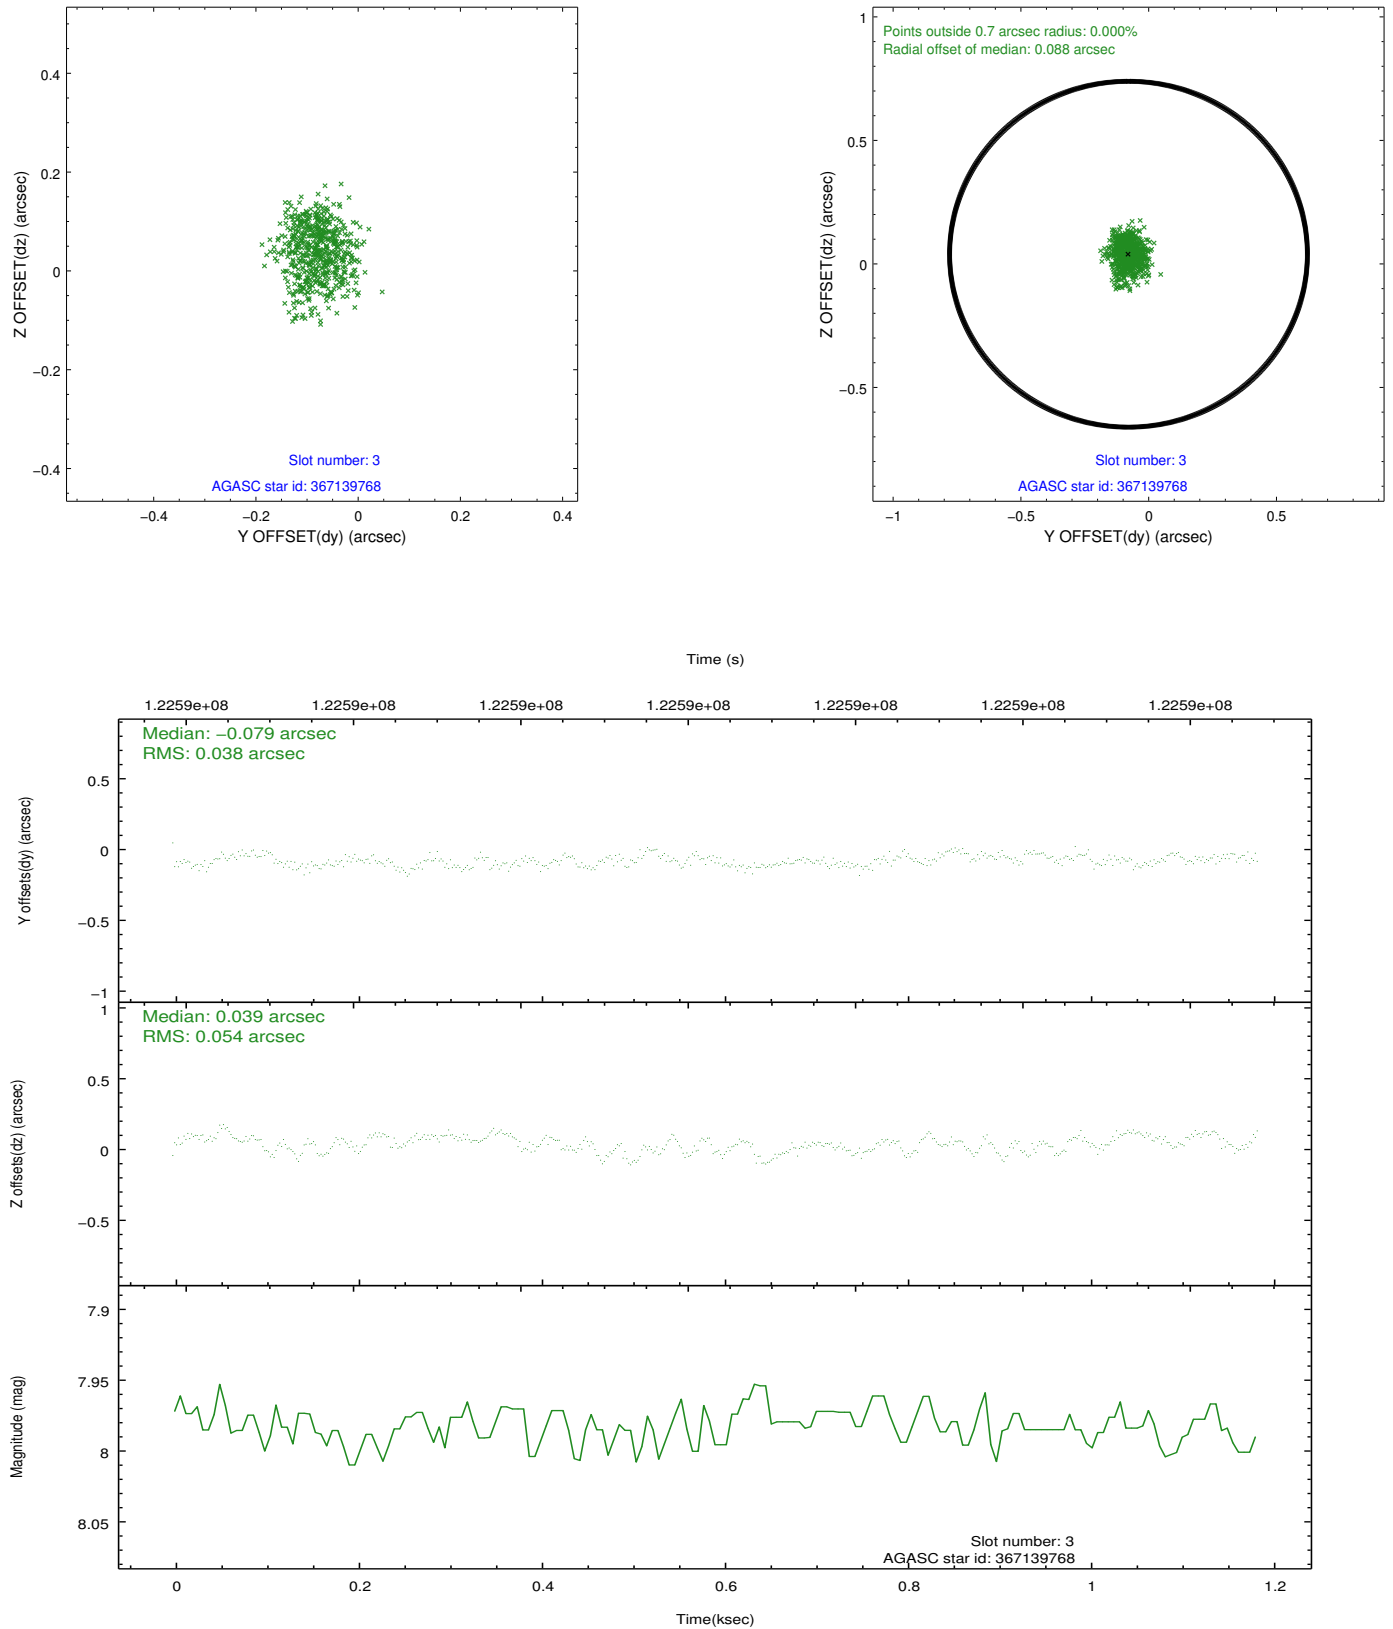 0.4
0.2
0
−0.2
−0.4
Z OFFSET(dz) (arcsec)
Slot number: 3
AGASC star id: 367139768
−0.4 −0.2 0 0.2 0.4
Y OFFSET(dy) (arcsec)
Points outside 0.7 arcsec radius: 0.000%
Radial offset of median: 0.088 arcsec
1
0.5
0
−0.5
Z OFFSET(dz) (arcsec)
Slot number: 3
AGASC star id: 367139768
−1 −0.5 0 0.5
Y OFFSET(dy) (arcsec)
Time (s)
1.2259e+08 1.2259e+08 1.2259e+08 1.2259e+08 1.2259e+08 1.2259e+08 1.2259e+08
Median: −0.079 arcsec
RMS: 0.038 arcsec
0.5
0
−0.5
−1
Y offsets(dy) (arcsec)
Median: 0.039 arcsec
RMS: 0.054 arcsec
1
0.5
0
−0.5
Z offsets(dz) (arcsec)
7.9
7.95
8
8.05
Magnitude (mag)
Slot number: 3
AGASC star id: 367139768
0 0.2 0.4 0.6 0.8 1 1.2
Time(ksec)